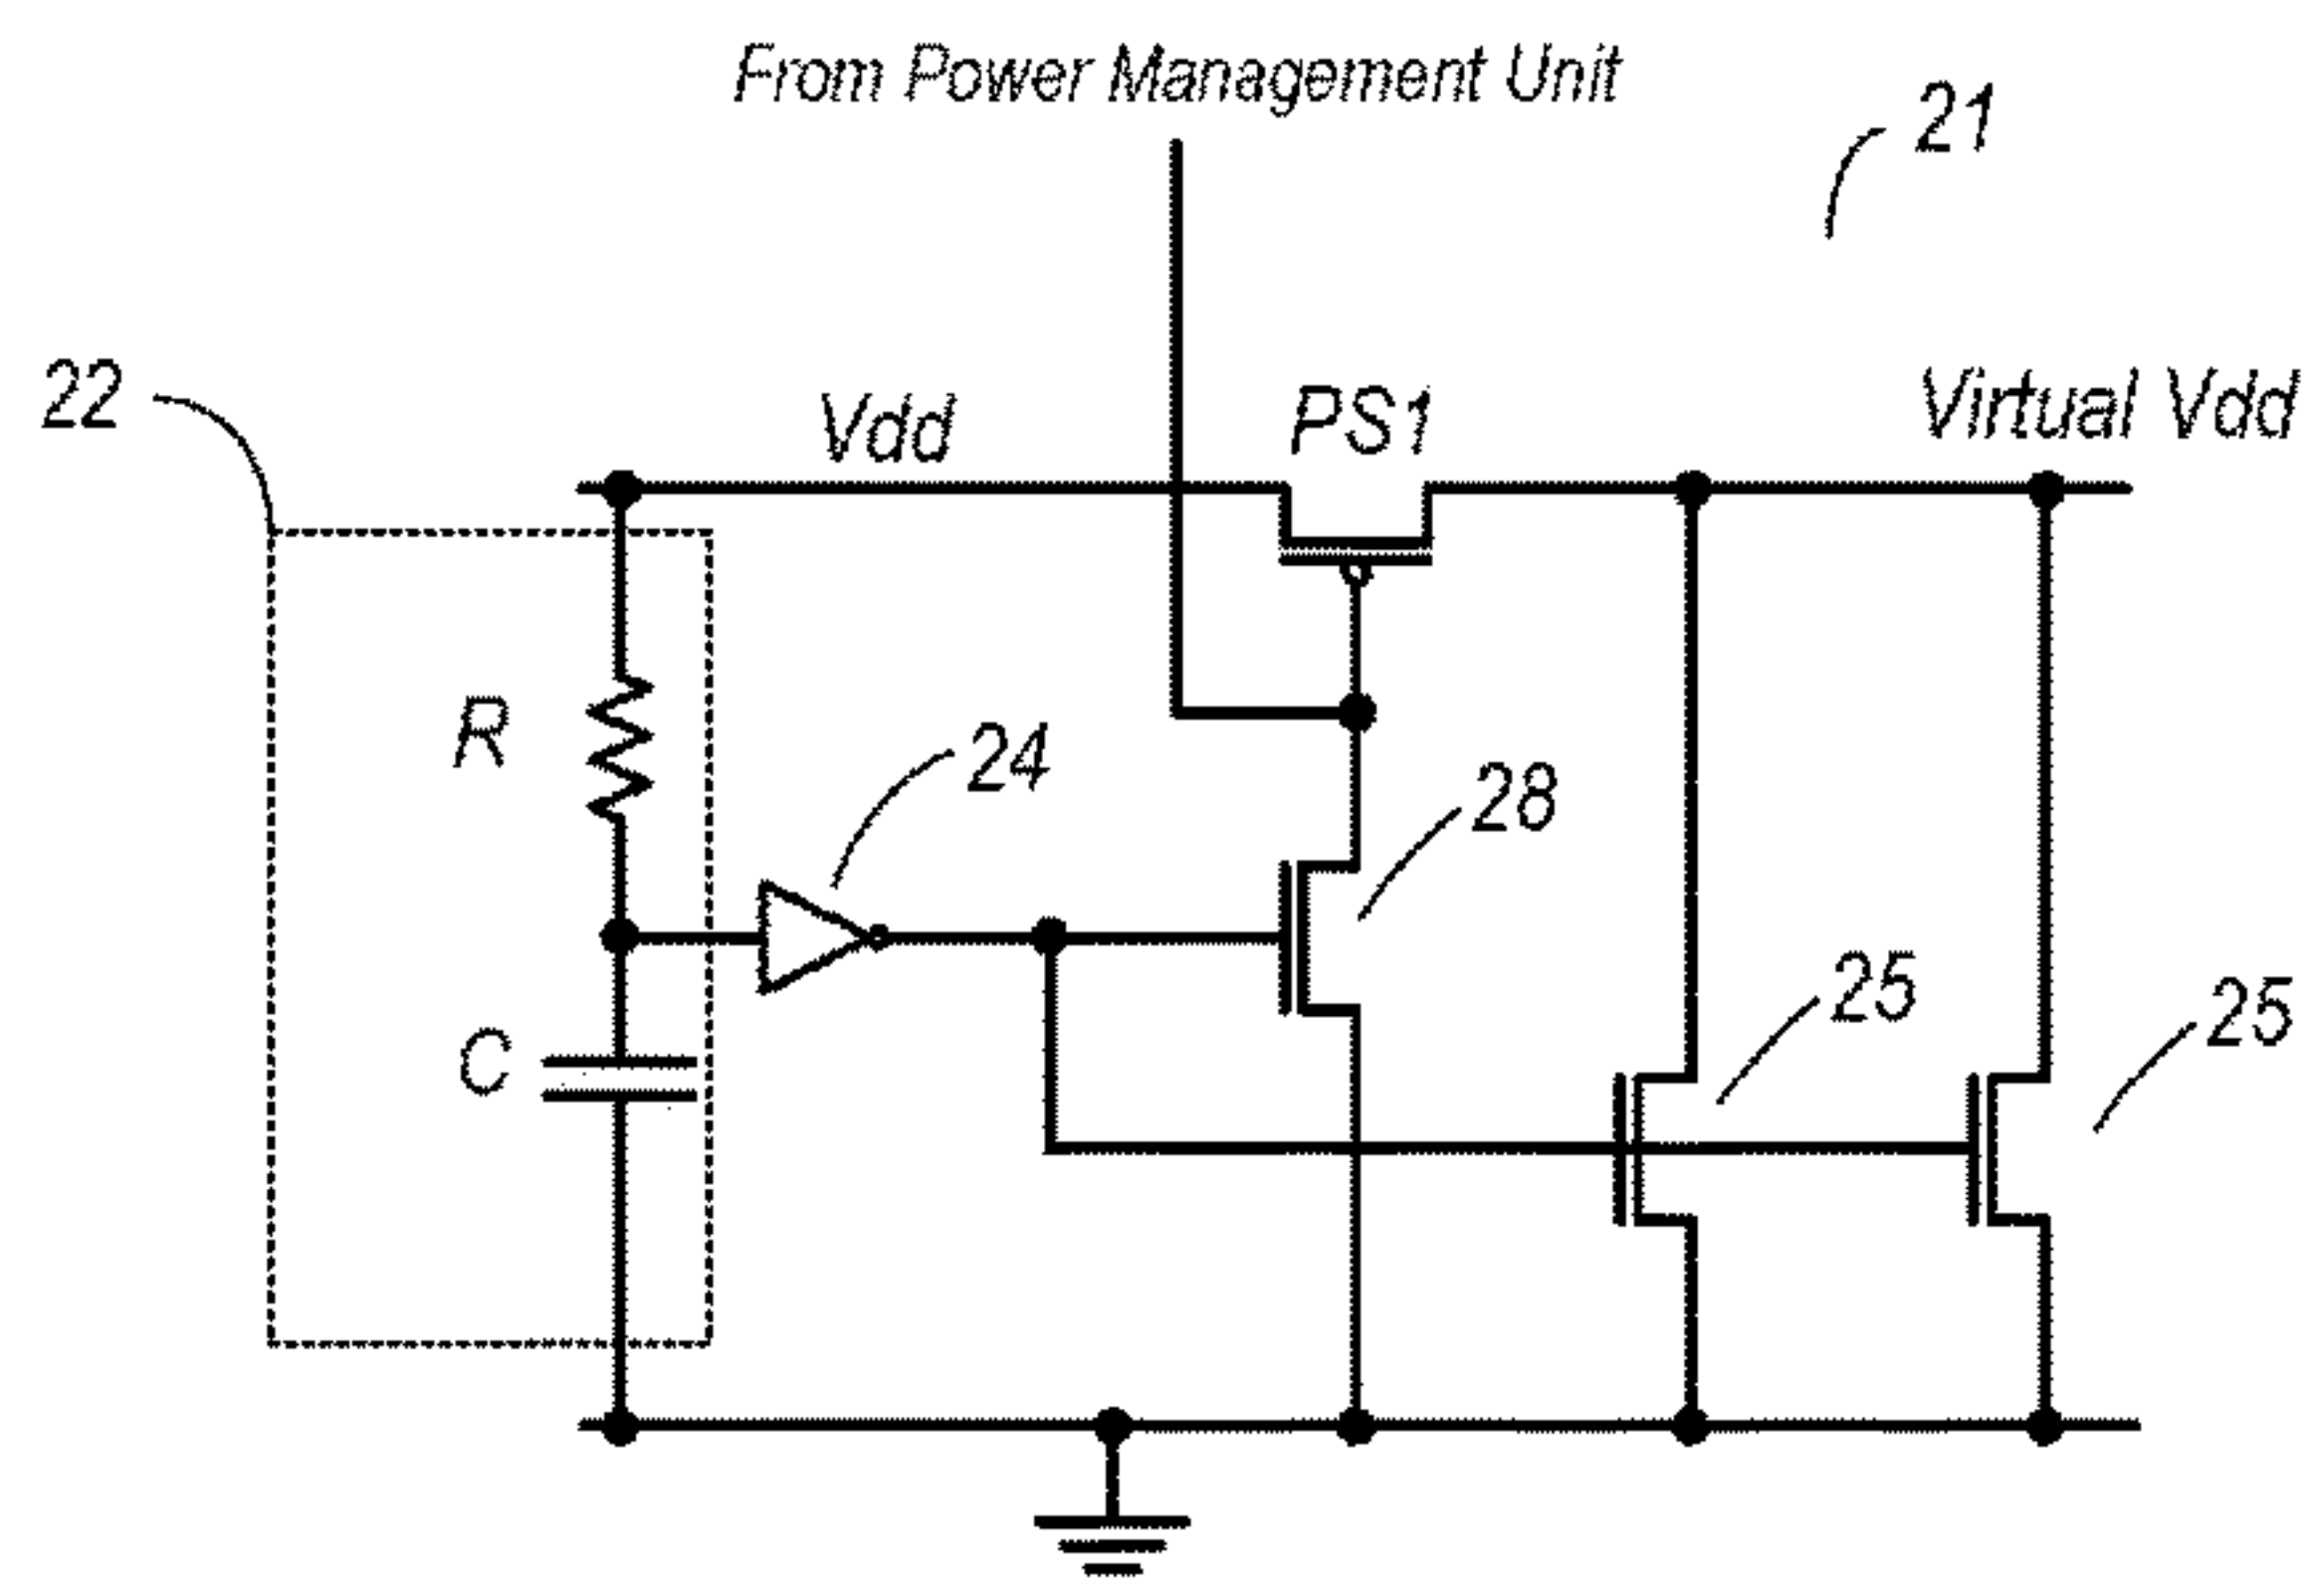 From Power Management Unit
21
22
Vdd
PS1
Virtual Vdd
R
24
28
C
25
25